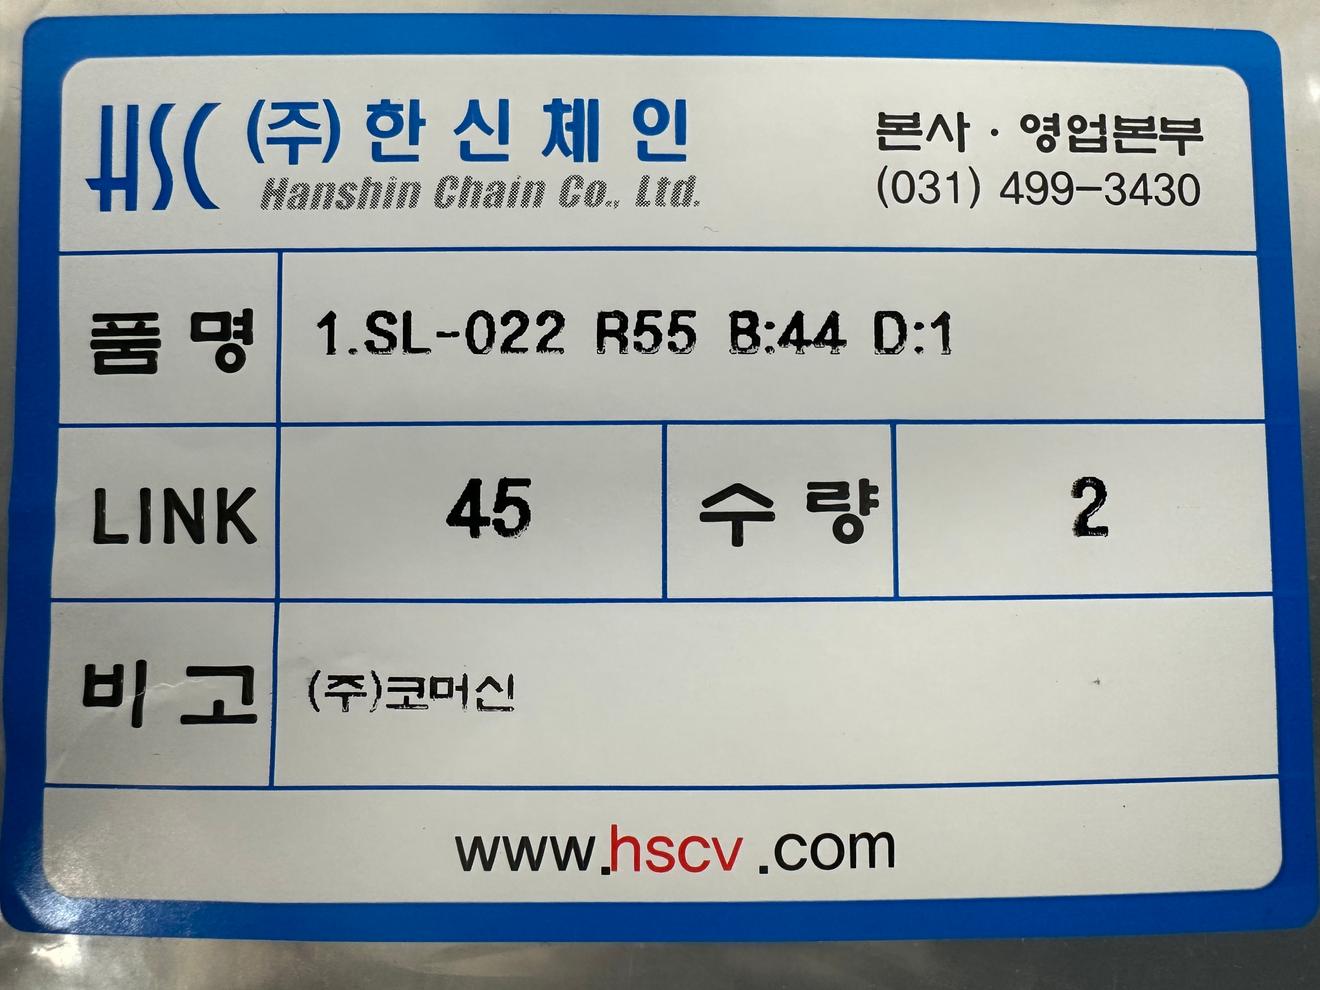 HSC (주) 한 신 체 인
Hanshin Chain Co., Ltd.
본사 · 영업본부
(031) 499-3430
품 명 1.SL-022 R55 B:44 D:1
LINK 45 수 량 2
비 고 (주)코머신
www.hscv.com